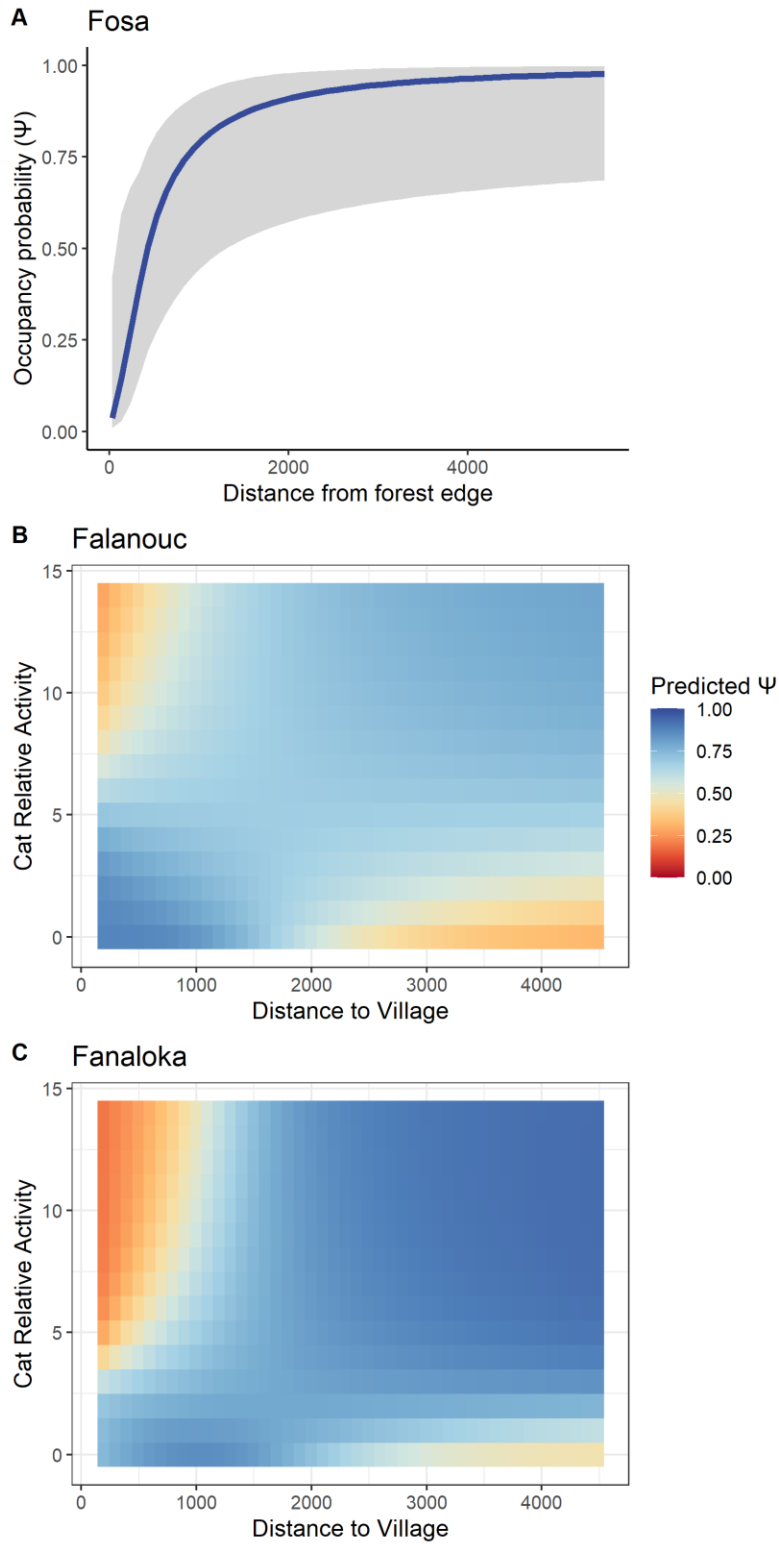 A
Fosa
Occupancy probability (Ψ)
1.00
0.75
0.50
0.25
0.00
0
2000
4000
Distance from forest edge
B
Falanouc
Cat Relative Activity
15
10
5
0
0
1000
2000
3000
4000
Distance to Village
Predicted Ψ
1.00
0.75
0.50
0.25
0.00
C
Fanaloka
Cat Relative Activity
15
10
5
0
0
1000
2000
3000
4000
Distance to Village